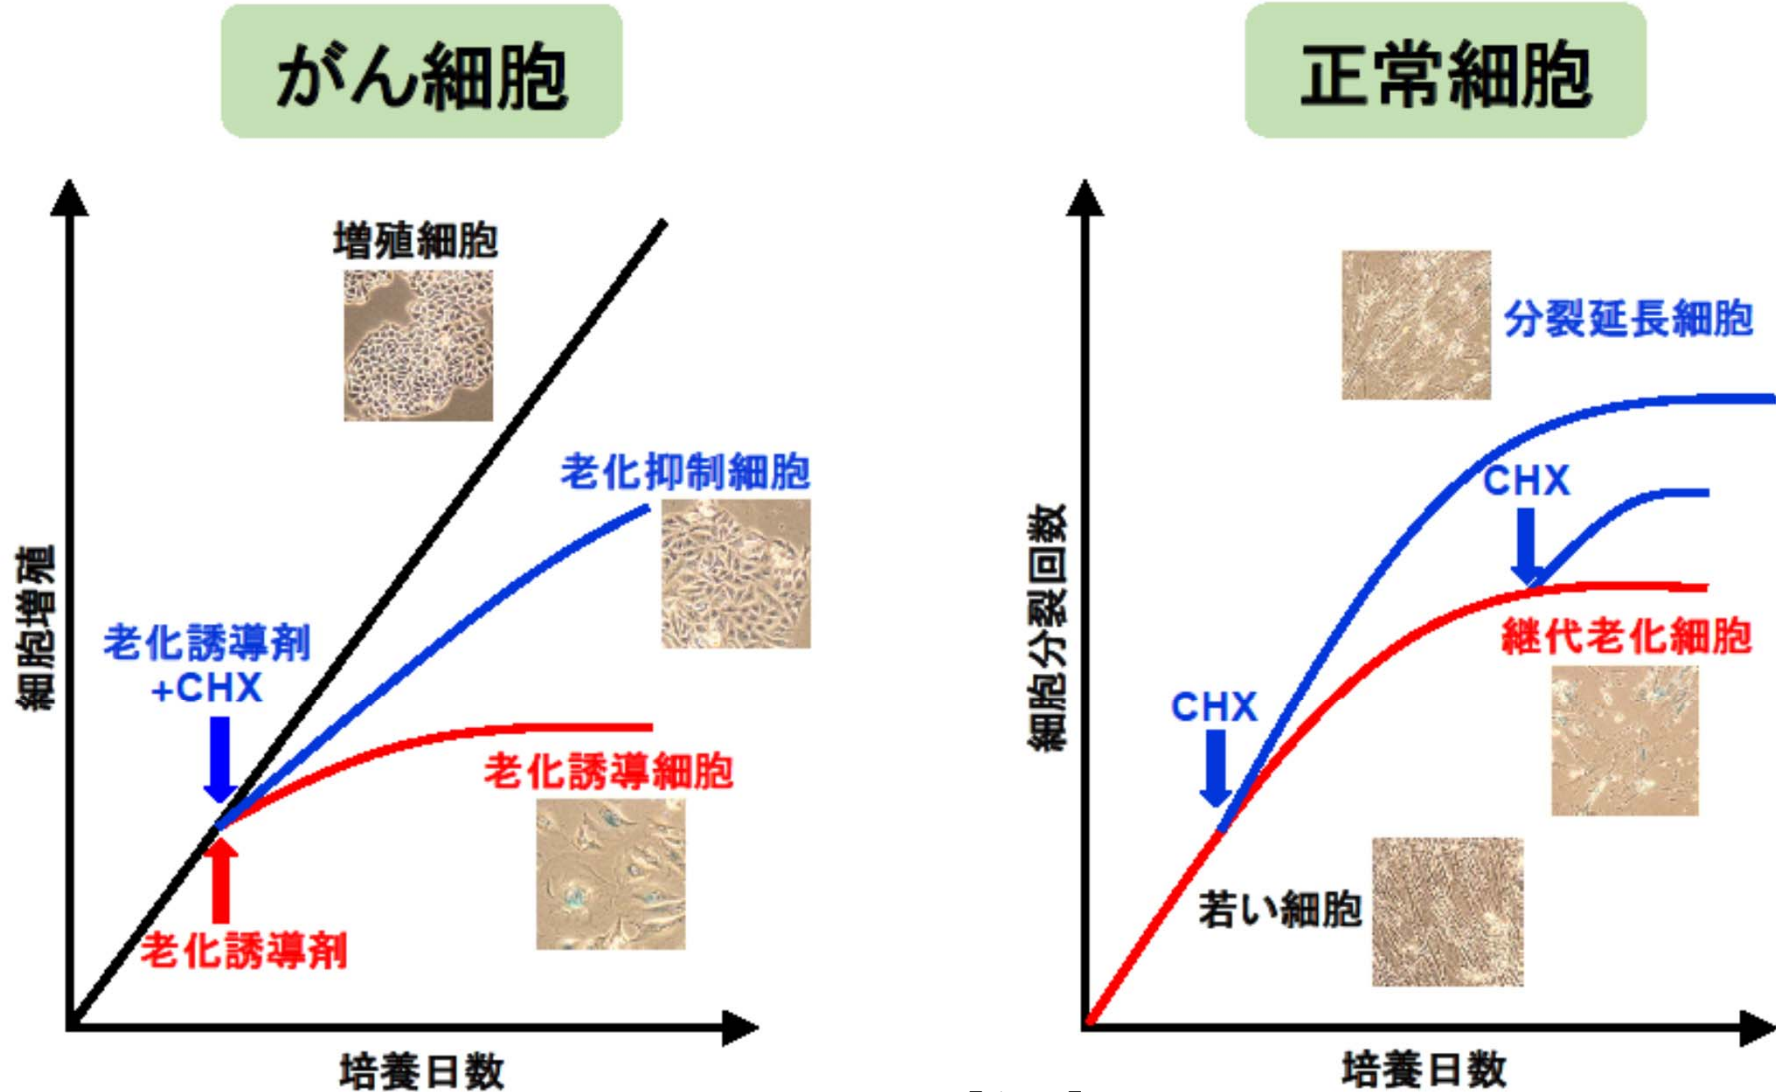 がん細胞
増殖細胞
老化抑制細胞
老化誘導剤
+CHX
老化誘導細胞
老化誘導剤
細胞増殖
培養日数
正常細胞
分裂延長細胞
CHX
継代老化細胞
CHX
若い細胞
細胞分裂回数
培養日数